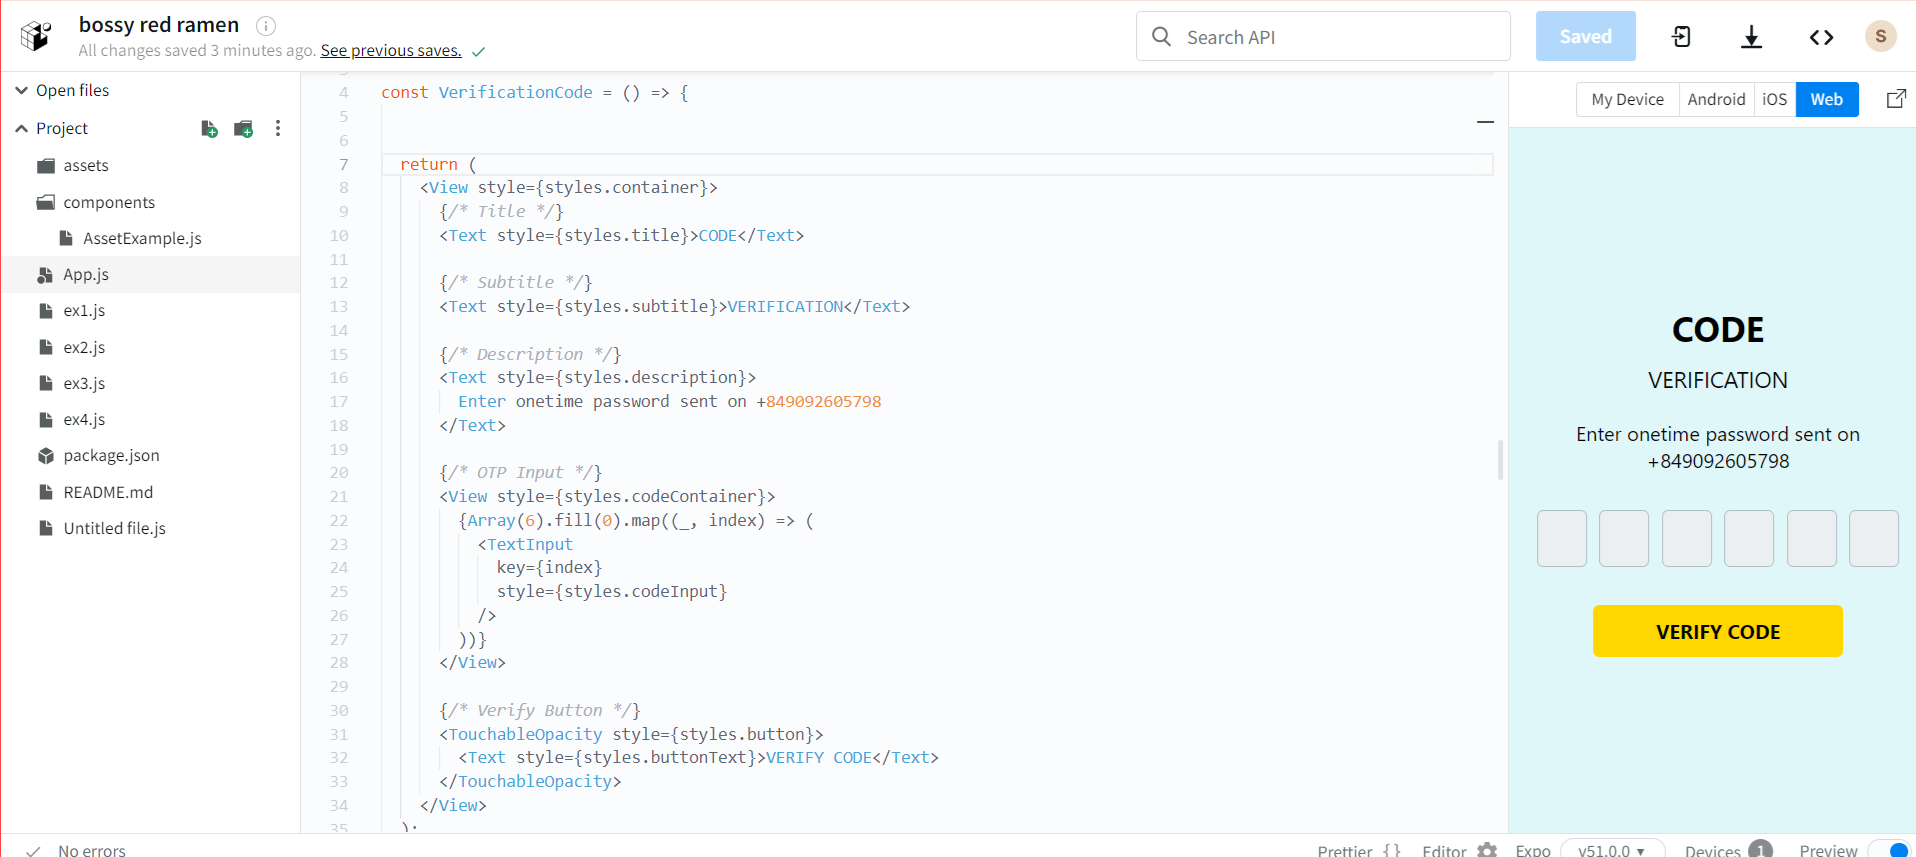 bossy red ramen
All changes saved 3 minutes ago. See previous saves.
Search API
Saved
S
Open files
Project
assets
components
AssetExample.js
App.js
ex1.js
ex2.js
ex3.js
ex4.js
package.json
README.md
Untitled file.js
3
4 const VerificationCode = () => {
5
6
7 return (
8 <View style={styles.container}>
9 {/* Title */}
10 <Text style={styles.title}>CODE</Text>
11
12 {/* Subtitle */}
13 <Text style={styles.subtitle}>VERIFICATION</Text>
14
15 {/* Description */}
16 <Text style={styles.description}>
17 Enter onetime password sent on +849092605798
18 </Text>
19
20 {/* OTP Input */}
21 <View style={styles.codeContainer}>
22 {Array(6).fill(0).map((_, index) => (
23 <TextInput
24 key={index}
25 style={styles.codeInput}
26 />
27 ))}
28 </View>
29
30 {/* Verify Button */}
31 <TouchableOpacity style={styles.button}>
32 <Text style={styles.buttonText}>VERIFY CODE</Text>
33 </TouchableOpacity>
34 </View>
35 );
My Device Android iOS Web
CODE
VERIFICATION
Enter onetime password sent on
+849092605798
VERIFY CODE
No errors
Prettier { } Editor Expo v51.0.0 Devices 1 Preview